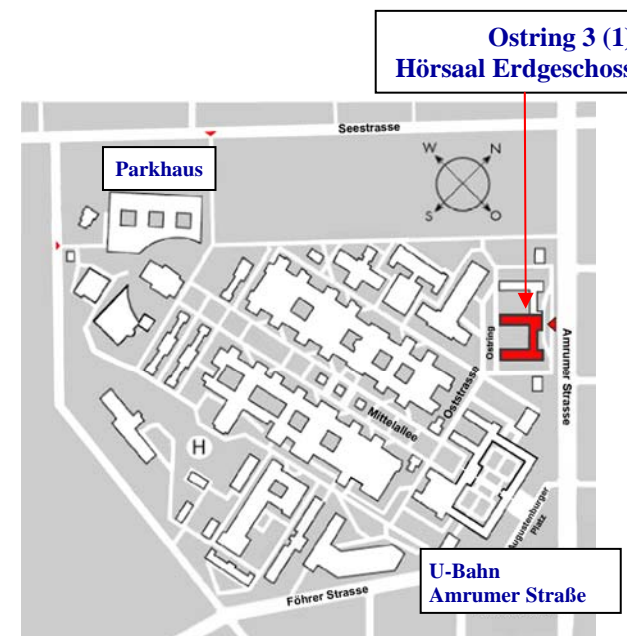 Ostring 3 (1)
Hörsaal Erdgeschoss
Seestrasse
Parkhaus
W
N
S
O
Ostring
Amrumer Strasse
Oststrasse
Mittelallee
H
Augustenburger
Platz
U-Bahn
Amrumer Straße
Föhrer Strasse